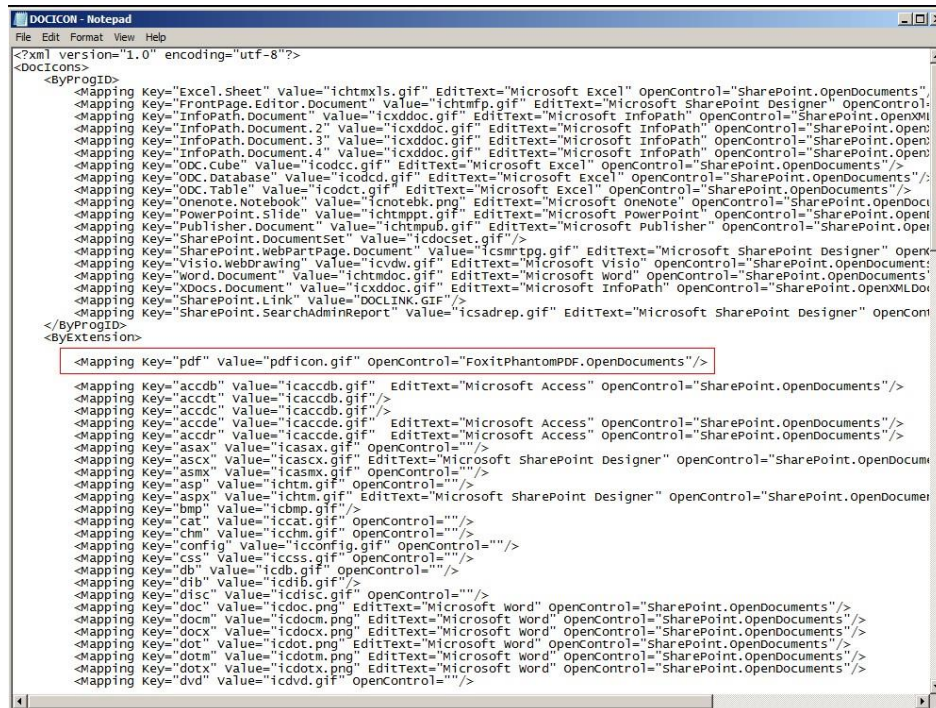 DOCICON - Notepad
File Edit Format View Help
<?xml version="1.0" encoding="utf-8"?>
<DocIcons>
<ByProgID>
<Mapping Key="Excel.Sheet" Value="ichtmxls.gif" EditText="Microsoft Excel" OpenControl="SharePoint.OpenDocuments"/
<Mapping Key="FrontPage.Editor.Document" Value="ichtmfp.gif" EditText="Microsoft SharePoint Designer" OpenControl=
<Mapping Key="InfoPath.Document" Value="icxddoc.gif" EditText="Microsoft InfoPath" OpenControl="SharePoint.OpenXML
<Mapping Key="InfoPath.Document.2" Value="icxddoc.gif" EditText="Microsoft InfoPath" OpenControl="SharePoint.OpenX
<Mapping Key="InfoPath.Document.3" Value="icxddoc.gif" EditText="Microsoft InfoPath" OpenControl="SharePoint.OpenX
<Mapping Key="InfoPath.Document.4" Value="icxddoc.gif" EditText="Microsoft InfoPath" OpenControl="SharePoint.OpenX
<Mapping Key="ODC.Cube" Value="icodcc.gif" EditText="Microsoft Excel" OpenControl="SharePoint.OpenDocuments"/>
<Mapping Key="ODC.Database" Value="icodcd.gif" EditText="Microsoft Excel" OpenControl="SharePoint.OpenDocuments"/>
<Mapping Key="ODC.Table" Value="icodct.gif" EditText="Microsoft Excel" OpenControl="SharePoint.OpenDocuments"/>
<Mapping Key="Onenote.Notebook" Value="icnotebk.png" EditText="Microsoft OneNote" OpenControl="SharePoint.OpenDocu
<Mapping Key="PowerPoint.Slide" Value="ichtmppt.gif" EditText="Microsoft PowerPoint" OpenControl="SharePoint.OpenD
<Mapping Key="Publisher.Document" Value="ichtmpub.gif" EditText="Microsoft Publisher" OpenControl="SharePoint.Open
<Mapping Key="SharePoint.DocumentSet" Value="icdocset.gif"/>
<Mapping Key="SharePoint.WebPartPage.Document" Value="icsmrtpg.gif" EditText="Microsoft SharePoint Designer" OpenC
<Mapping Key="Visio.WebDrawing" Value="icvdw.gif" EditText="Microsoft Visio" OpenControl="SharePoint.OpenDocuments
<Mapping Key="Word.Document" Value="ichtmdoc.gif" EditText="Microsoft Word" OpenControl="SharePoint.OpenDocuments"
<Mapping Key="XDocs.Document" Value="icxddoc.gif" EditText="Microsoft InfoPath" OpenControl="SharePoint.OpenXMLDoc
<Mapping Key="SharePoint.Link" Value="DOCLINK.GIF"/>
<Mapping Key="SharePoint.SearchAdminReport" Value="icsadrep.gif" EditText="Microsoft SharePoint Designer" OpenCont
</ByProgID>
<ByExtension>
<Mapping Key="pdf" Value="pdficon.gif" OpenControl="FoxitPhantomPDF.OpenDocuments"/>
<Mapping Key="accdb" Value="icaccdb.gif" EditText="Microsoft Access" OpenControl="SharePoint.OpenDocuments"/>
<Mapping Key="accdt" Value="icaccdb.gif"/>
<Mapping Key="accdc" Value="icaccdb.gif"/>
<Mapping Key="accde" Value="icaccde.gif" EditText="Microsoft Access" OpenControl="SharePoint.OpenDocuments"/>
<Mapping Key="accdr" Value="icaccde.gif" EditText="Microsoft Access" OpenControl="SharePoint.OpenDocuments"/>
<Mapping Key="asax" Value="icasax.gif" OpenControl=""/>
<Mapping Key="ascx" Value="icascx.gif" EditText="Microsoft SharePoint Designer" OpenControl="SharePoint.OpenDocume
<Mapping Key="asmx" Value="icasmx.gif" OpenControl=""/>
<Mapping Key="asp" Value="ichtm.gif" OpenControl=""/>
<Mapping Key="aspx" Value="ichtm.gif" EditText="Microsoft SharePoint Designer" OpenControl="SharePoint.OpenDocumen
<Mapping Key="bmp" Value="icbmp.gif"/>
<Mapping Key="cat" Value="iccat.gif" OpenControl=""/>
<Mapping Key="chm" Value="icchm.gif" OpenControl=""/>
<Mapping Key="config" Value="icconfig.gif" OpenControl=""/>
<Mapping Key="css" Value="iccss.gif" OpenControl=""/>
<Mapping Key="db" Value="icdb.gif" OpenControl=""/>
<Mapping Key="dib" Value="icdib.gif"/>
<Mapping Key="disc" Value="icdisc.gif" OpenControl=""/>
<Mapping Key="doc" Value="icdoc.png" EditText="Microsoft Word" OpenControl="SharePoint.OpenDocuments"/>
<Mapping Key="docm" Value="icdocm.png" EditText="Microsoft Word" OpenControl="SharePoint.OpenDocuments"/>
<Mapping Key="docx" Value="icdocx.png" EditText="Microsoft Word" OpenControl="SharePoint.OpenDocuments"/>
<Mapping Key="dot" Value="icdot.png" EditText="Microsoft Word" OpenControl="SharePoint.OpenDocuments"/>
<Mapping Key="dotm" Value="icdotm.png" EditText="Microsoft Word" OpenControl="SharePoint.OpenDocuments"/>
<Mapping Key="dotx" Value="icdotx.png" EditText="Microsoft Word" OpenControl="SharePoint.OpenDocuments"/>
<Mapping Key="dvd" Value="icdvd.gif" OpenControl=""/>